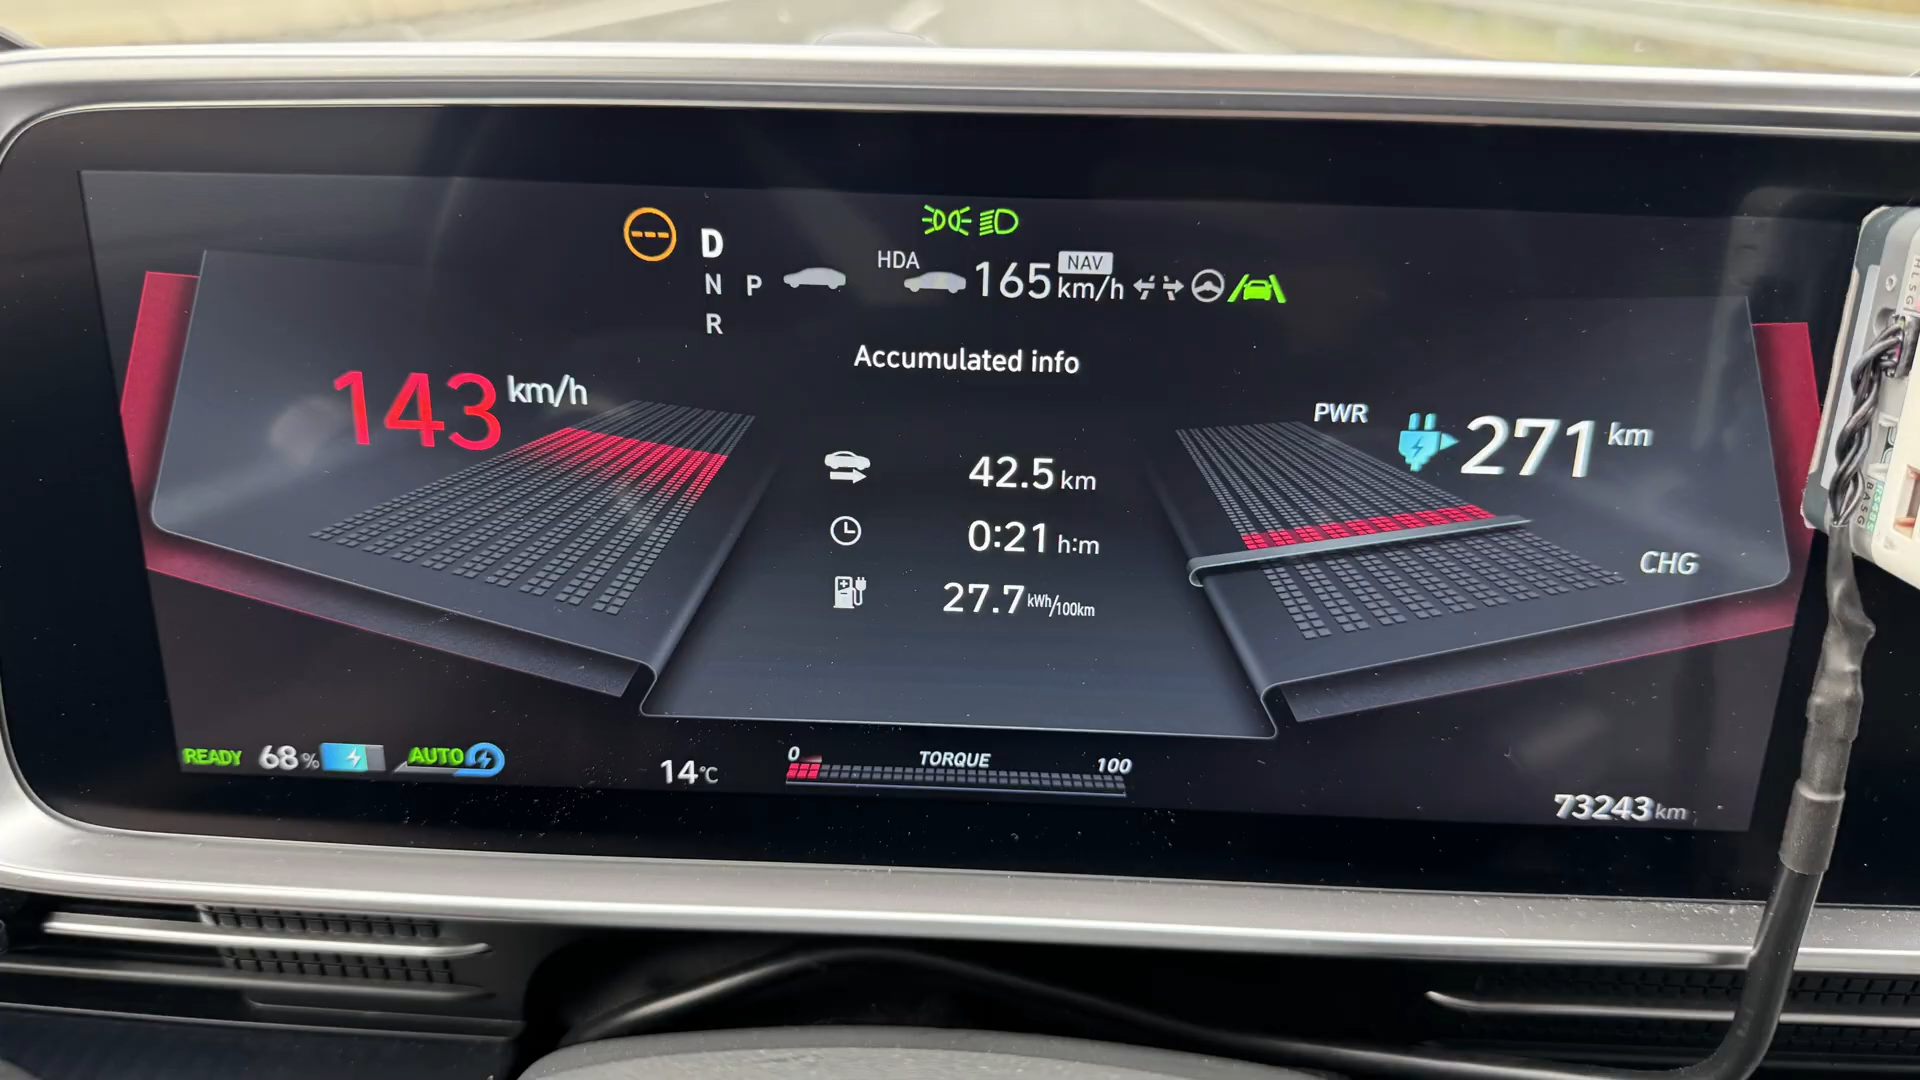 D
N P
R
HDA 165 km/h NAV
Accumulated info
143 km/h
42.5 km
0:21 h:m
27.7 kWh/100km
PWR
271 km
CHG
READY 68 % AUTO
14°C
0 TORQUE 100
73243 km